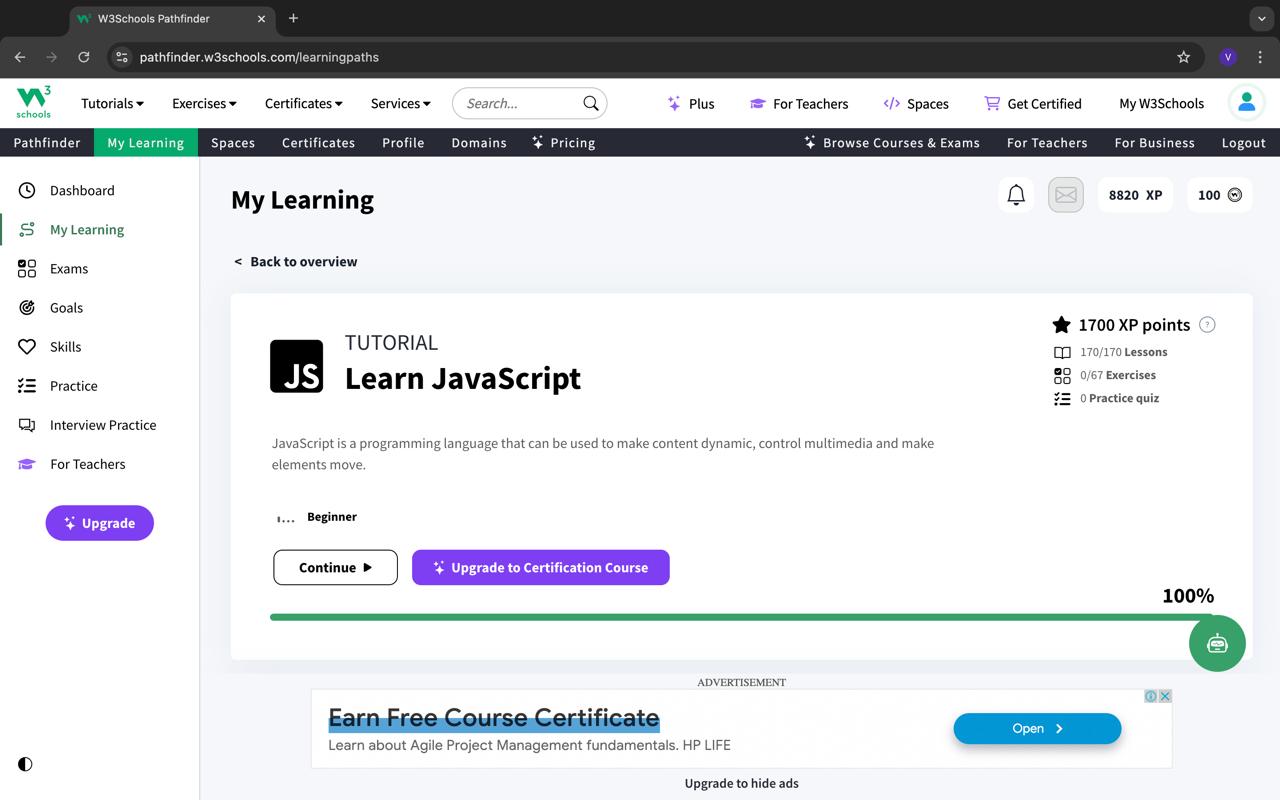 W3Schools Pathfinder
pathfinder.w3schools.com/learningpaths
V
3
schools
Tutorials
Exercises
Certificates
Services
Search...
Plus
For Teachers
Spaces
Get Certified
My W3Schools
Pathfinder
My Learning
Spaces
Certificates
Profile
Domains
Pricing
Browse Courses & Exams
For Teachers
For Business
Logout
Dashboard
My Learning
Exams
Goals
Skills
Practice
Interview Practice
For Teachers
Upgrade
My Learning
8820 XP
100
< Back to overview
JS
TUTORIAL
Learn JavaScript
1700 XP points ?
170/170 Lessons
0/67 Exercises
0 Practice quiz
JavaScript is a programming language that can be used to make content dynamic, control multimedia and make
elements move.
Beginner
Continue
Upgrade to Certification Course
100%
ADVERTISEMENT
Earn Free Course Certificate
Learn about Agile Project Management fundamentals. HP LIFE
Open
Upgrade to hide ads